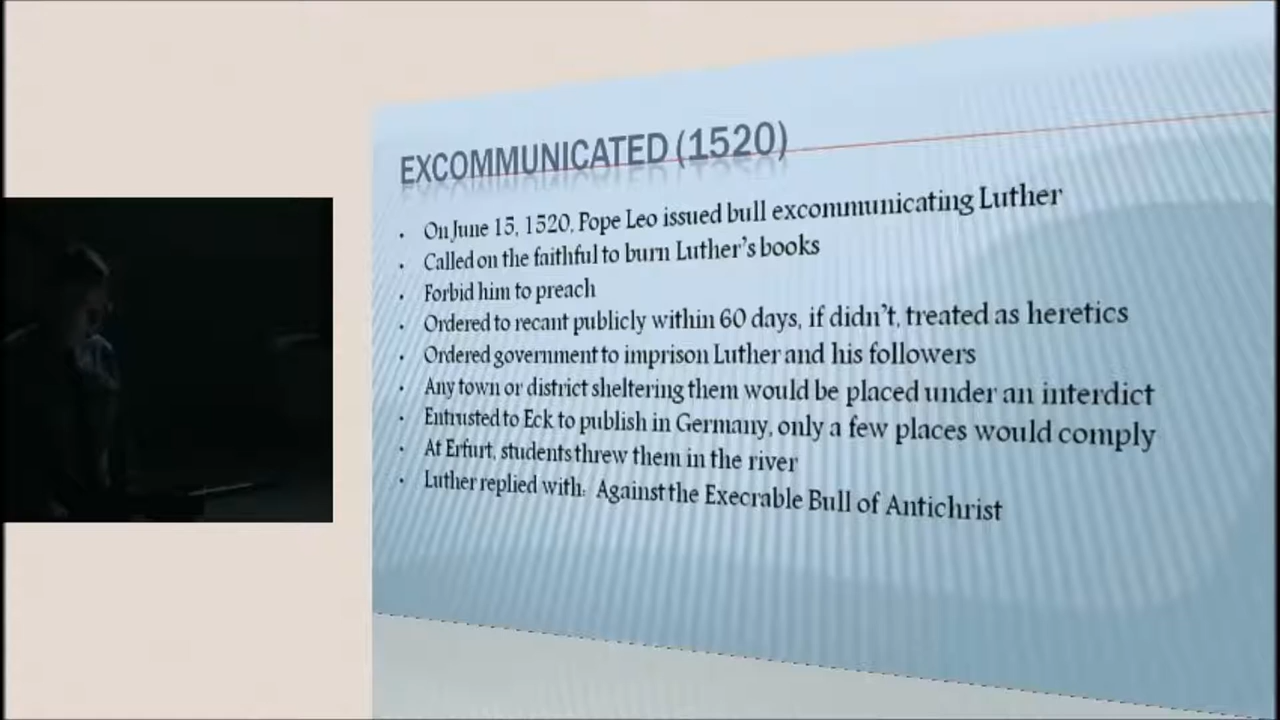 EXCOMMUNICATED (1520)
• On June 15, 1520, Pope Leo issued bull excommunicating Luther
• Called on the faithful to burn Luther's books
• Forbid him to preach
• Ordered to recant publicly within 60 days, if didn't, treated as heretics
• Ordered government to imprison Luther and his followers
• Any town or district sheltering them would be placed under an interdict
• Entrusted to Eck to publish in Germany, only a few places would comply
• At Erfurt, students threw them in the river
• Luther replied with: Against the Execrable Bull of Antichrist